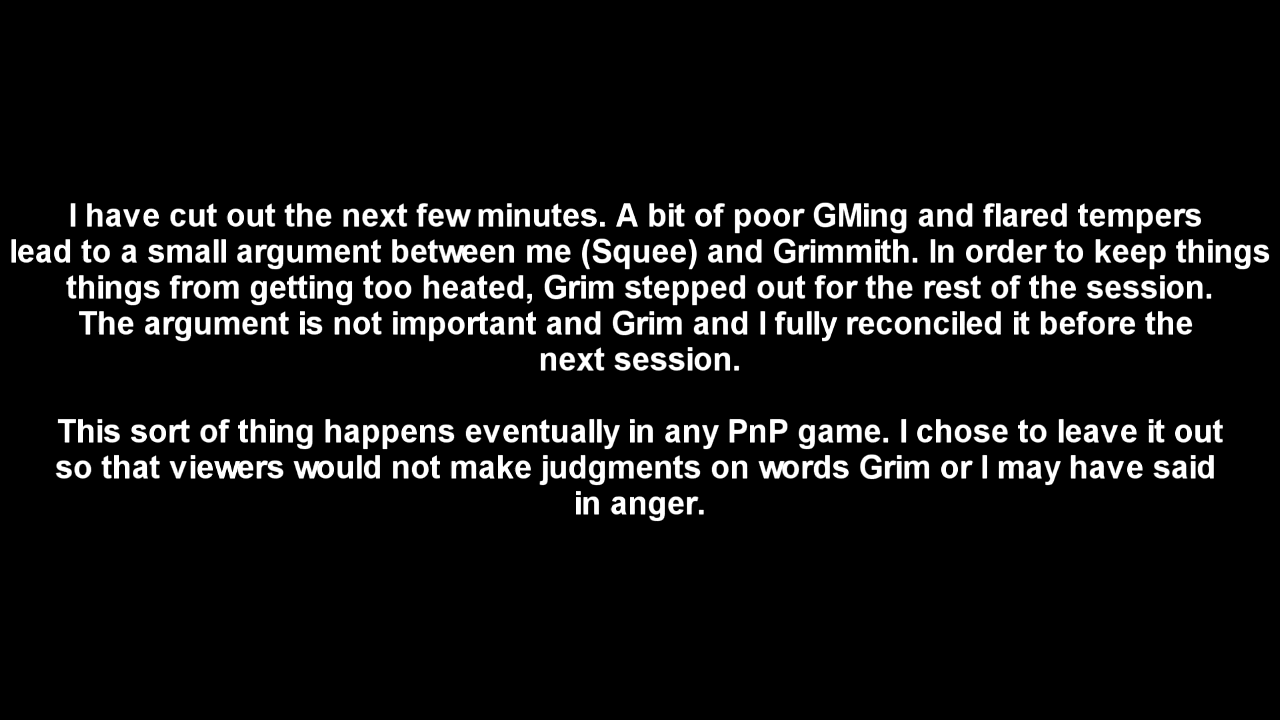 I have cut out the next few minutes. A bit of poor GMing and flared tempers
lead to a small argument between me (Squee) and Grimmith. In order to keep things
things from getting too heated, Grim stepped out for the rest of the session.
The argument is not important and Grim and I fully reconciled it before the
next session.
This sort of thing happens eventually in any PnP game. I chose to leave it out
so that viewers would not make judgments on words Grim or I may have said
in anger.